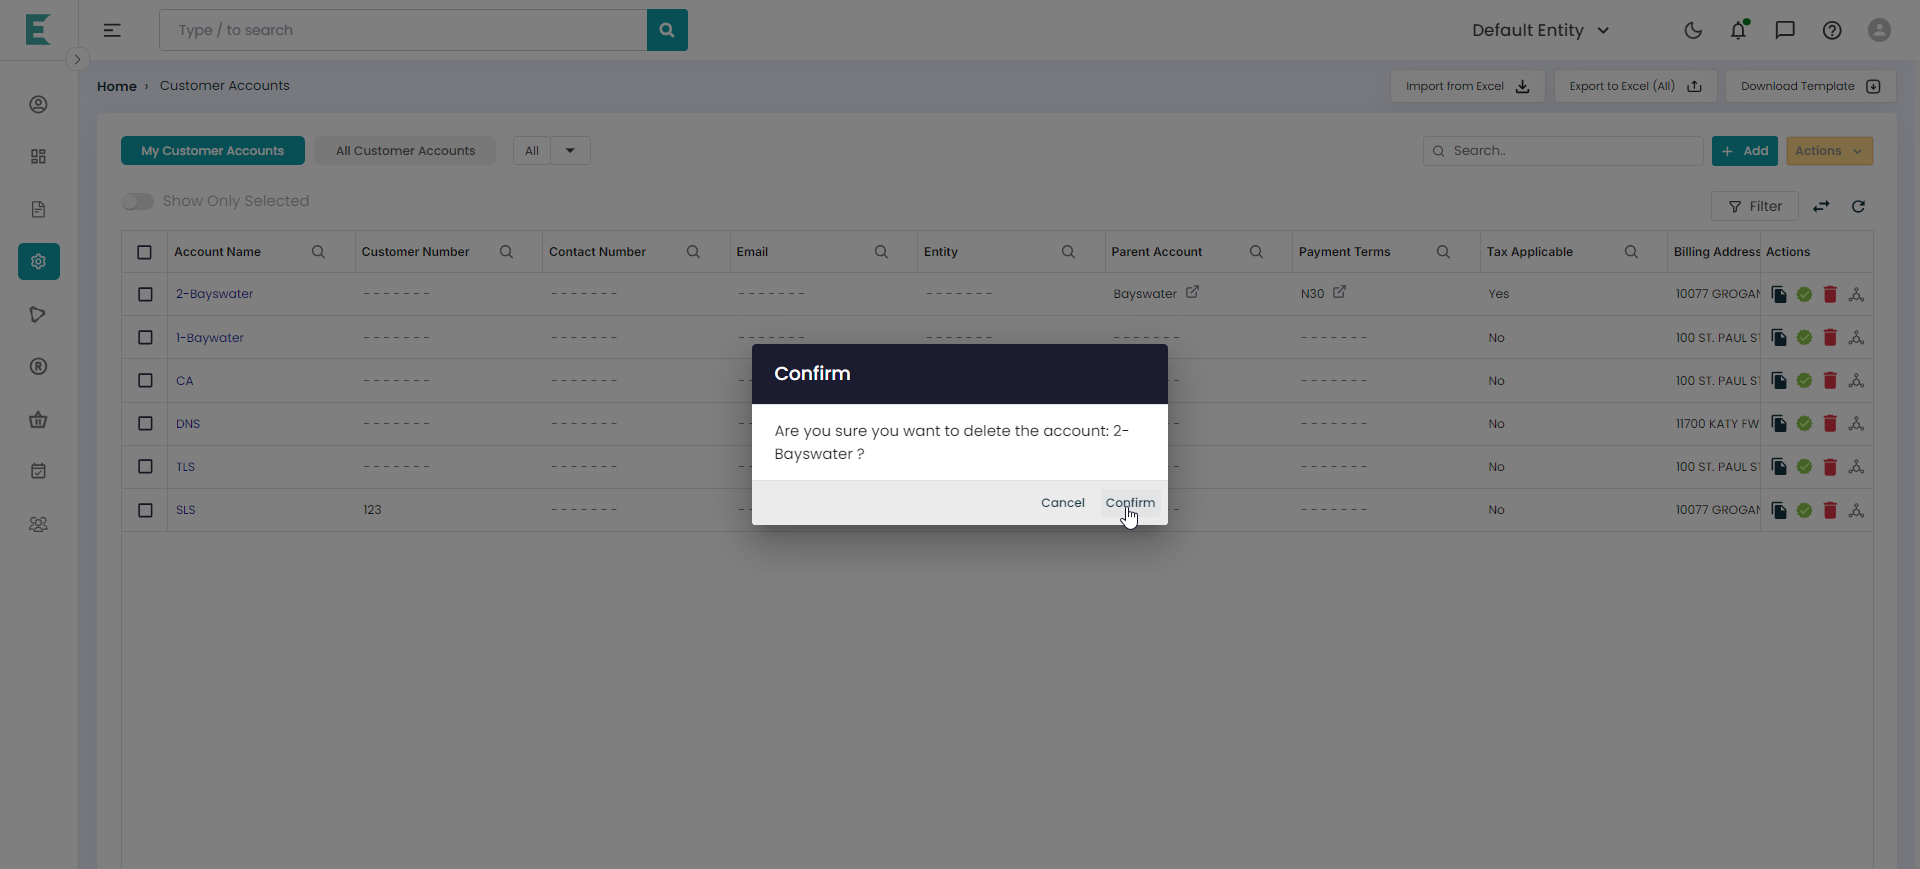 Type / to search
Default Entity
Home › Customer Accounts
Import from Excel
Export to Excel (All)
Download Template
My Customer Accounts
All Customer Accounts
All
Search..
+ Add
Actions
Show Only Selected
Filter
Account Name Customer Number Contact Number Email Entity Parent Account Payment Terms Tax Applicable Billing Address Actions
2-Bayswater ------- ------- ------- ------- Bayswater N30 Yes 10077 GROGAN
1-Baywater ------- ------- ------- ------- ------- ------- No 100 ST. PAUL ST
CA ------- ------- ------- No 100 ST. PAUL ST
DNS ------- ------- ------- No 11700 KATY FW
TLS ------- ------- ------- No 100 ST. PAUL ST
SLS 123 ------- ------- No 10077 GROGAN
Confirm
Are you sure you want to delete the account: 2-
Bayswater ?
Cancel
Confirm